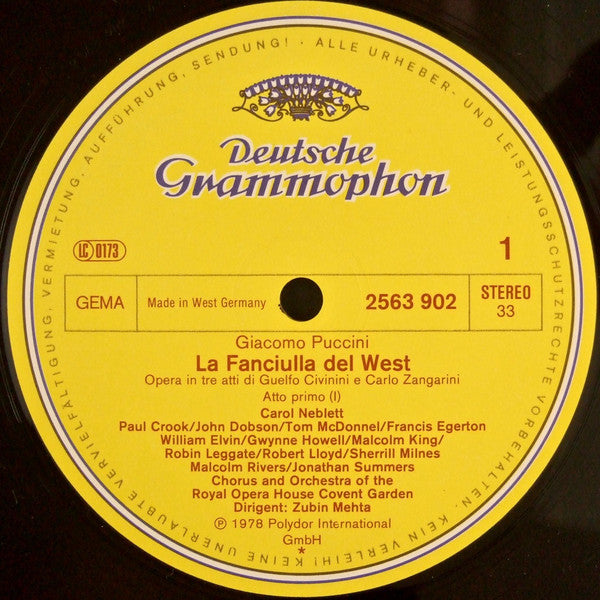 VERVIELFÄLTIGUNG, VERMIETUNG, AUFFÜHRUNG, SENDUNG! · ALLE URHEBER- UND LEISTUNGSSCHUTZRECHTE VORBEHALTEN. KEIN VERLEIH! KEINE UNERLAUBTE
Deutsche
Grammophon
LC 0173
1
GEMA
Made in West Germany
2563 902
STEREO
33
Giacomo Puccini
La Fanciulla del West
Opera in tre atti di Guelfo Civinini e Carlo Zangarini
Atto primo (I)
Carol Neblett
Paul Crook/John Dobson/Tom McDonnel/Francis Egerton
William Elvin/Gwynne Howell/Malcolm King/
Robin Leggate/Robert Lloyd/Sherrill Milnes
Malcolm Rivers/Jonathan Summers
Chorus and Orchestra of the
Royal Opera House Covent Garden
Dirigent: Zubin Mehta
Ⓟ 1978 Polydor International
GmbH
*